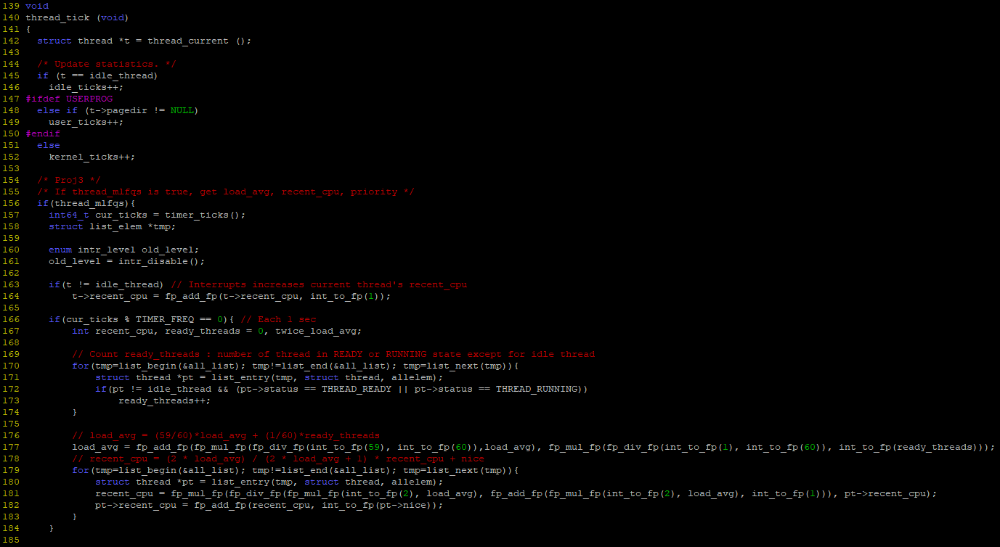 139 void
140 thread_tick (void)
141 {
142   struct thread *t = thread_current ();
143
144   /* Update statistics. */
145   if (t == idle_thread)
146     idle_ticks++;
147 #ifdef USERPROG
148   else if (t->pagedir != NULL)
149     user_ticks++;
150 #endif
151   else
152     kernel_ticks++;
153
154   /* Proj3 */
155   /* If thread_mlfqs is true, get load_avg, recent_cpu, priority */
156   if(thread_mlfqs){
157     int64_t cur_ticks = timer_ticks();
158     struct list_elem *tmp;
159
160     enum intr_level old_level;
161     old_level = intr_disable();
162
163     if(t != idle_thread) // Interrupts increases current thread's recent_cpu
164         t->recent_cpu = fp_add_fp(t->recent_cpu, int_to_fp(1));
165
166     if(cur_ticks % TIMER_FREQ == 0){ // Each 1 sec
167         int recent_cpu, ready_threads = 0, twice_load_avg;
168
169         // Count ready_threads : number of thread in READY or RUNNING state except for idle thread
170         for(tmp=list_begin(&all_list); tmp!=list_end(&all_list); tmp=list_next(tmp)){
171             struct thread *pt = list_entry(tmp, struct thread, allelem);
172             if(pt != idle_thread && (pt->status == THREAD_READY || pt->status == THREAD_RUNNING))
173                 ready_threads++;
174         }
175
176         // load_avg = (59/60)*load_avg + (1/60)*ready_threads
177         load_avg = fp_add_fp(fp_mul_fp(fp_div_fp(int_to_fp(59), int_to_fp(60)),load_avg), fp_mul_fp(fp_div_fp(int_to_fp(1), int_to_fp(60)), int_to_fp(ready_threads)));
178         // recent_cpu = (2 * load_avg) / (2 * load_avg + 1) * recent_cpu + nice
179         for(tmp=list_begin(&all_list); tmp!=list_end(&all_list); tmp=list_next(tmp)){
180             struct thread *pt = list_entry(tmp, struct thread, allelem);
181             recent_cpu = fp_mul_fp(fp_div_fp(fp_mul_fp(int_to_fp(2), load_avg), fp_add_fp(fp_mul_fp(int_to_fp(2), load_avg), int_to_fp(1))), pt->recent_cpu);
182             pt->recent_cpu = fp_add_fp(recent_cpu, int_to_fp(pt->nice));
183         }
184     }
185